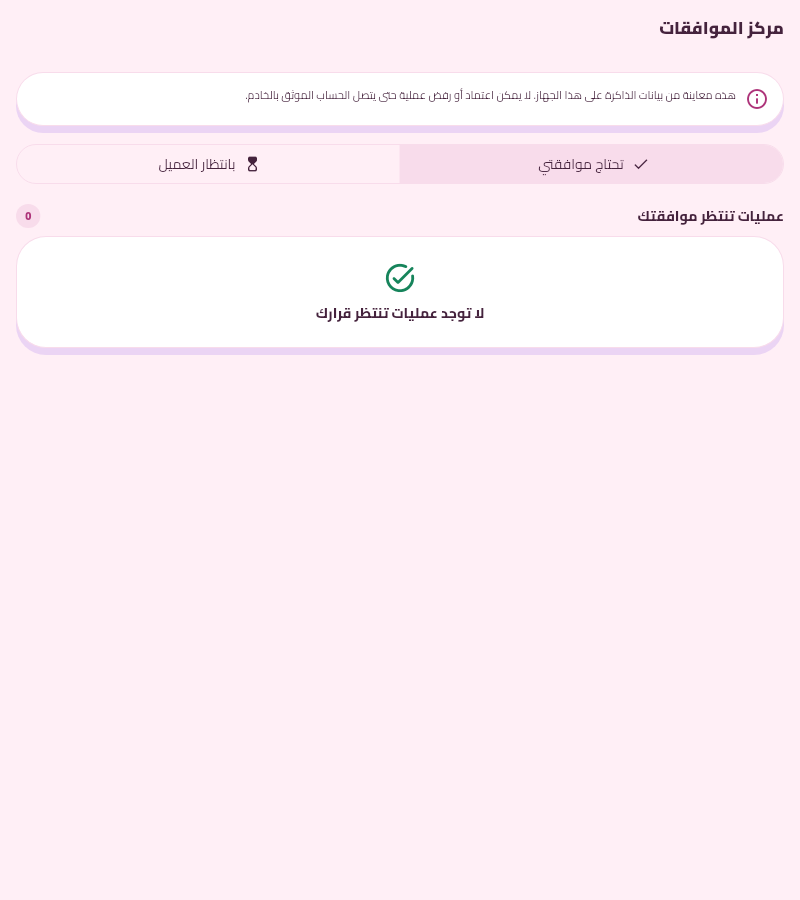 مركز الموافقات
هذه معاينة من بيانات الذاكرة على هذا الجهاز. لا يمكن اعتماد أو رفض عملية حتى يتصل الحساب الموثق بالخادم.
تحتاج موافقتي
بانتظار العميل
عمليات تنتظر موافقتك
0
لا توجد عمليات تنتظر قرارك